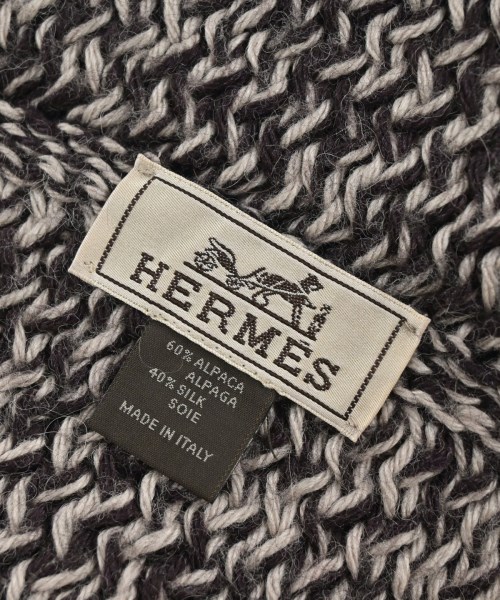 HERMÈS
60% ALPACA
ALPAGA
40% SILK
SOIE
MADE IN ITALY